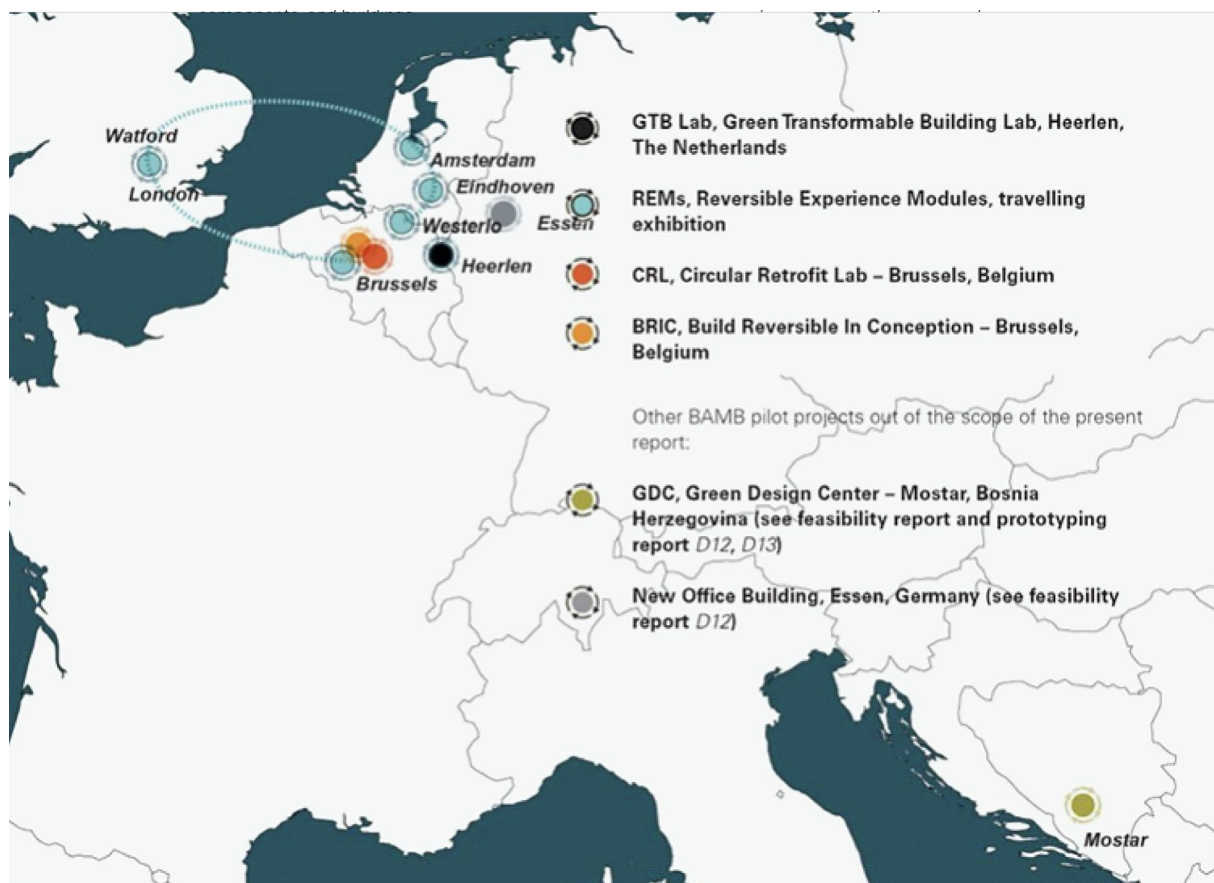 Watford
London
Amsterdam
Eindhoven
Westerlo
Essen
Heerlen
Brussels
GTB Lab, Green Transformable Building Lab, Heerlen,
The Netherlands
REMs, Reversible Experience Modules, travelling
exhibition
CRL, Circular Retrofit Lab – Brussels, Belgium
BRIC, Build Reversible In Conception – Brussels,
Belgium
Other BAMB pilot projects out of the scope of the present
report:
GDC, Green Design Center – Mostar, Bosnia
Herzegovina (see feasibility report and prototyping
report D12, D13)
New Office Building, Essen, Germany (see feasibility
report D12)
Mostar